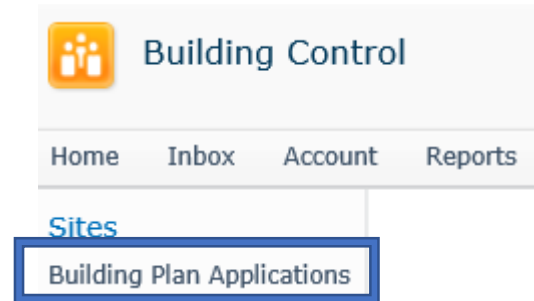 Building Control
Home Inbox Account Reports
Sites
Building Plan Applications